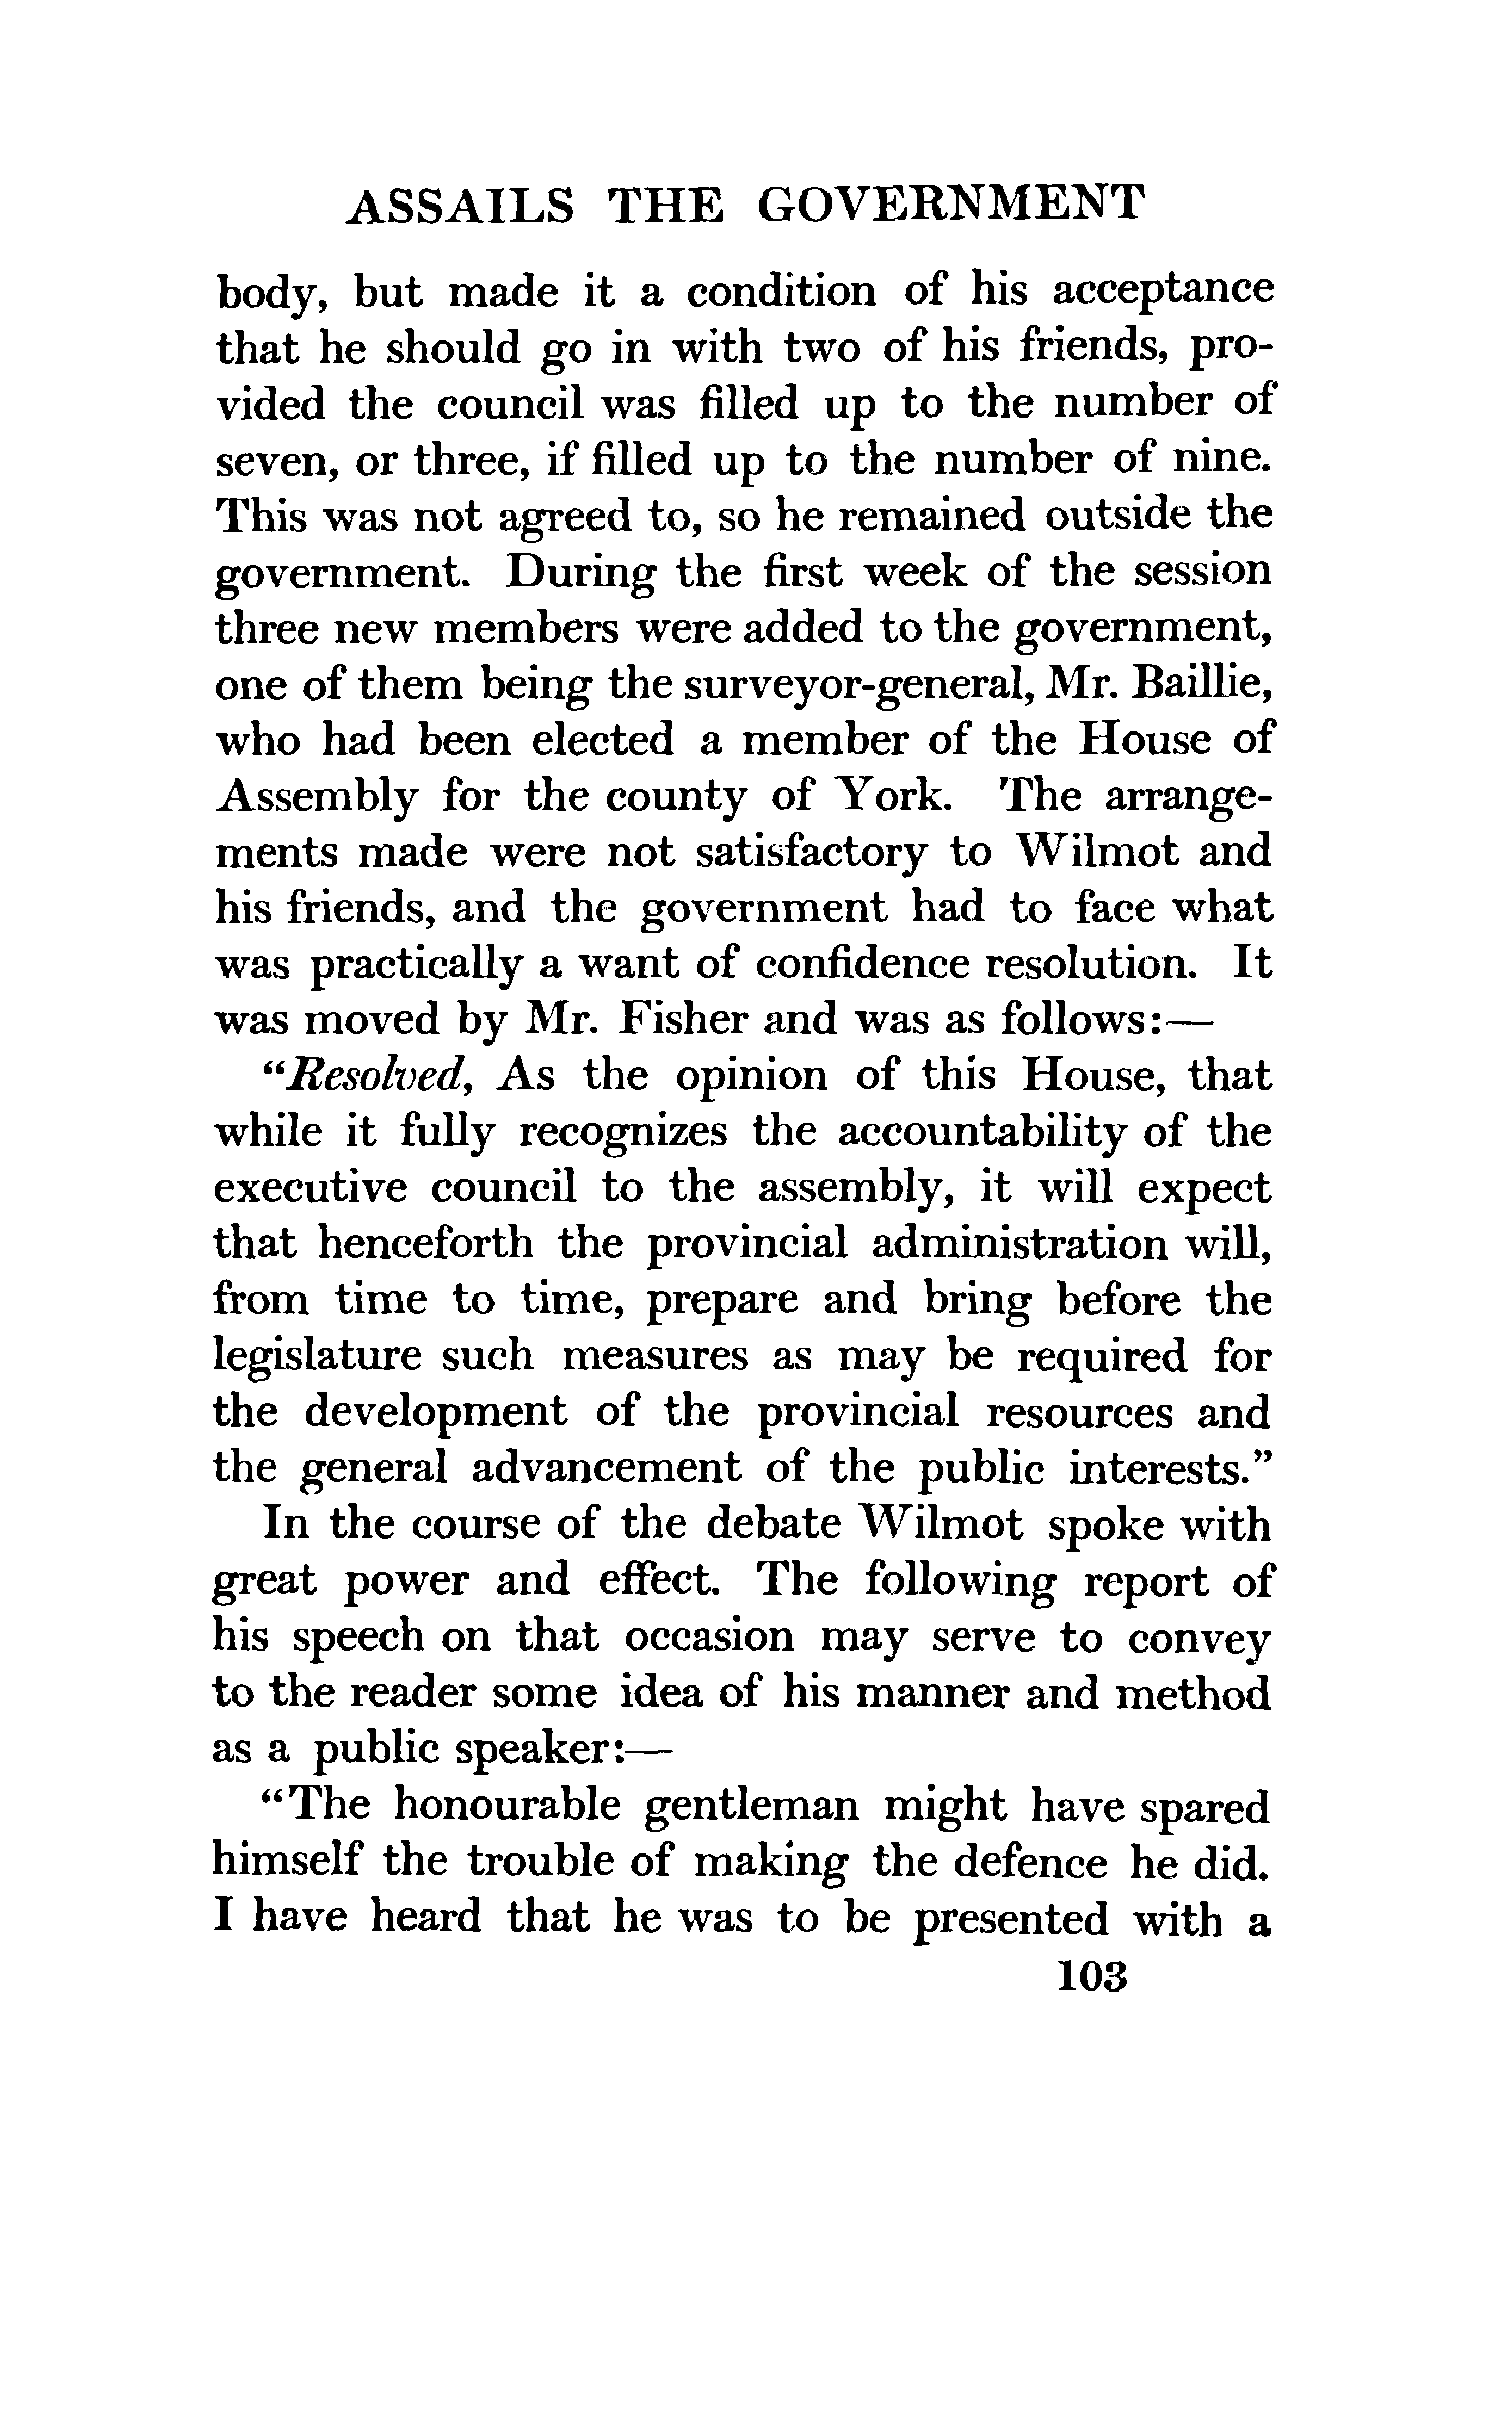 ASSAILS THE GOVERNMENT
body, but made it a condition of his acceptance
that he should go in with two of his friends, pro-
vided the council was filled up to the number of
seven, or three, if filled up to the number of nine.
This was not agreed to, so he remained outside the
government. During the first week of the session
three new members were added to the government,
one of them being the surveyor-general, Mr. Baillie,
who had been elected a member of the House of
Assembly for the county of York. The arrange-
ments made were not satisfactory to Wilmot and
his friends, and the government had to face what
was practically a want of confidence resolution. It
was moved by Mr. Fisher and was as follows:—
“Resolved, As the opinion of this House, that
while it fully recognizes the accountability of the
executive council to the assembly, it will expect
that henceforth the provincial administration will,
from time to time, prepare and bring before the
legislature such measures as may be required for
the development of the provincial resources and
the general advancement of the public interests.”
In the course of the debate Wilmot spoke with
great power and effect. The following report of
his speech on that occasion may serve to convey
to the reader some idea of his manner and method
as a public speaker:—
“The honourable gentleman might have spared
himself the trouble of making the defence he did.
I have heard that he was to be presented with a
103